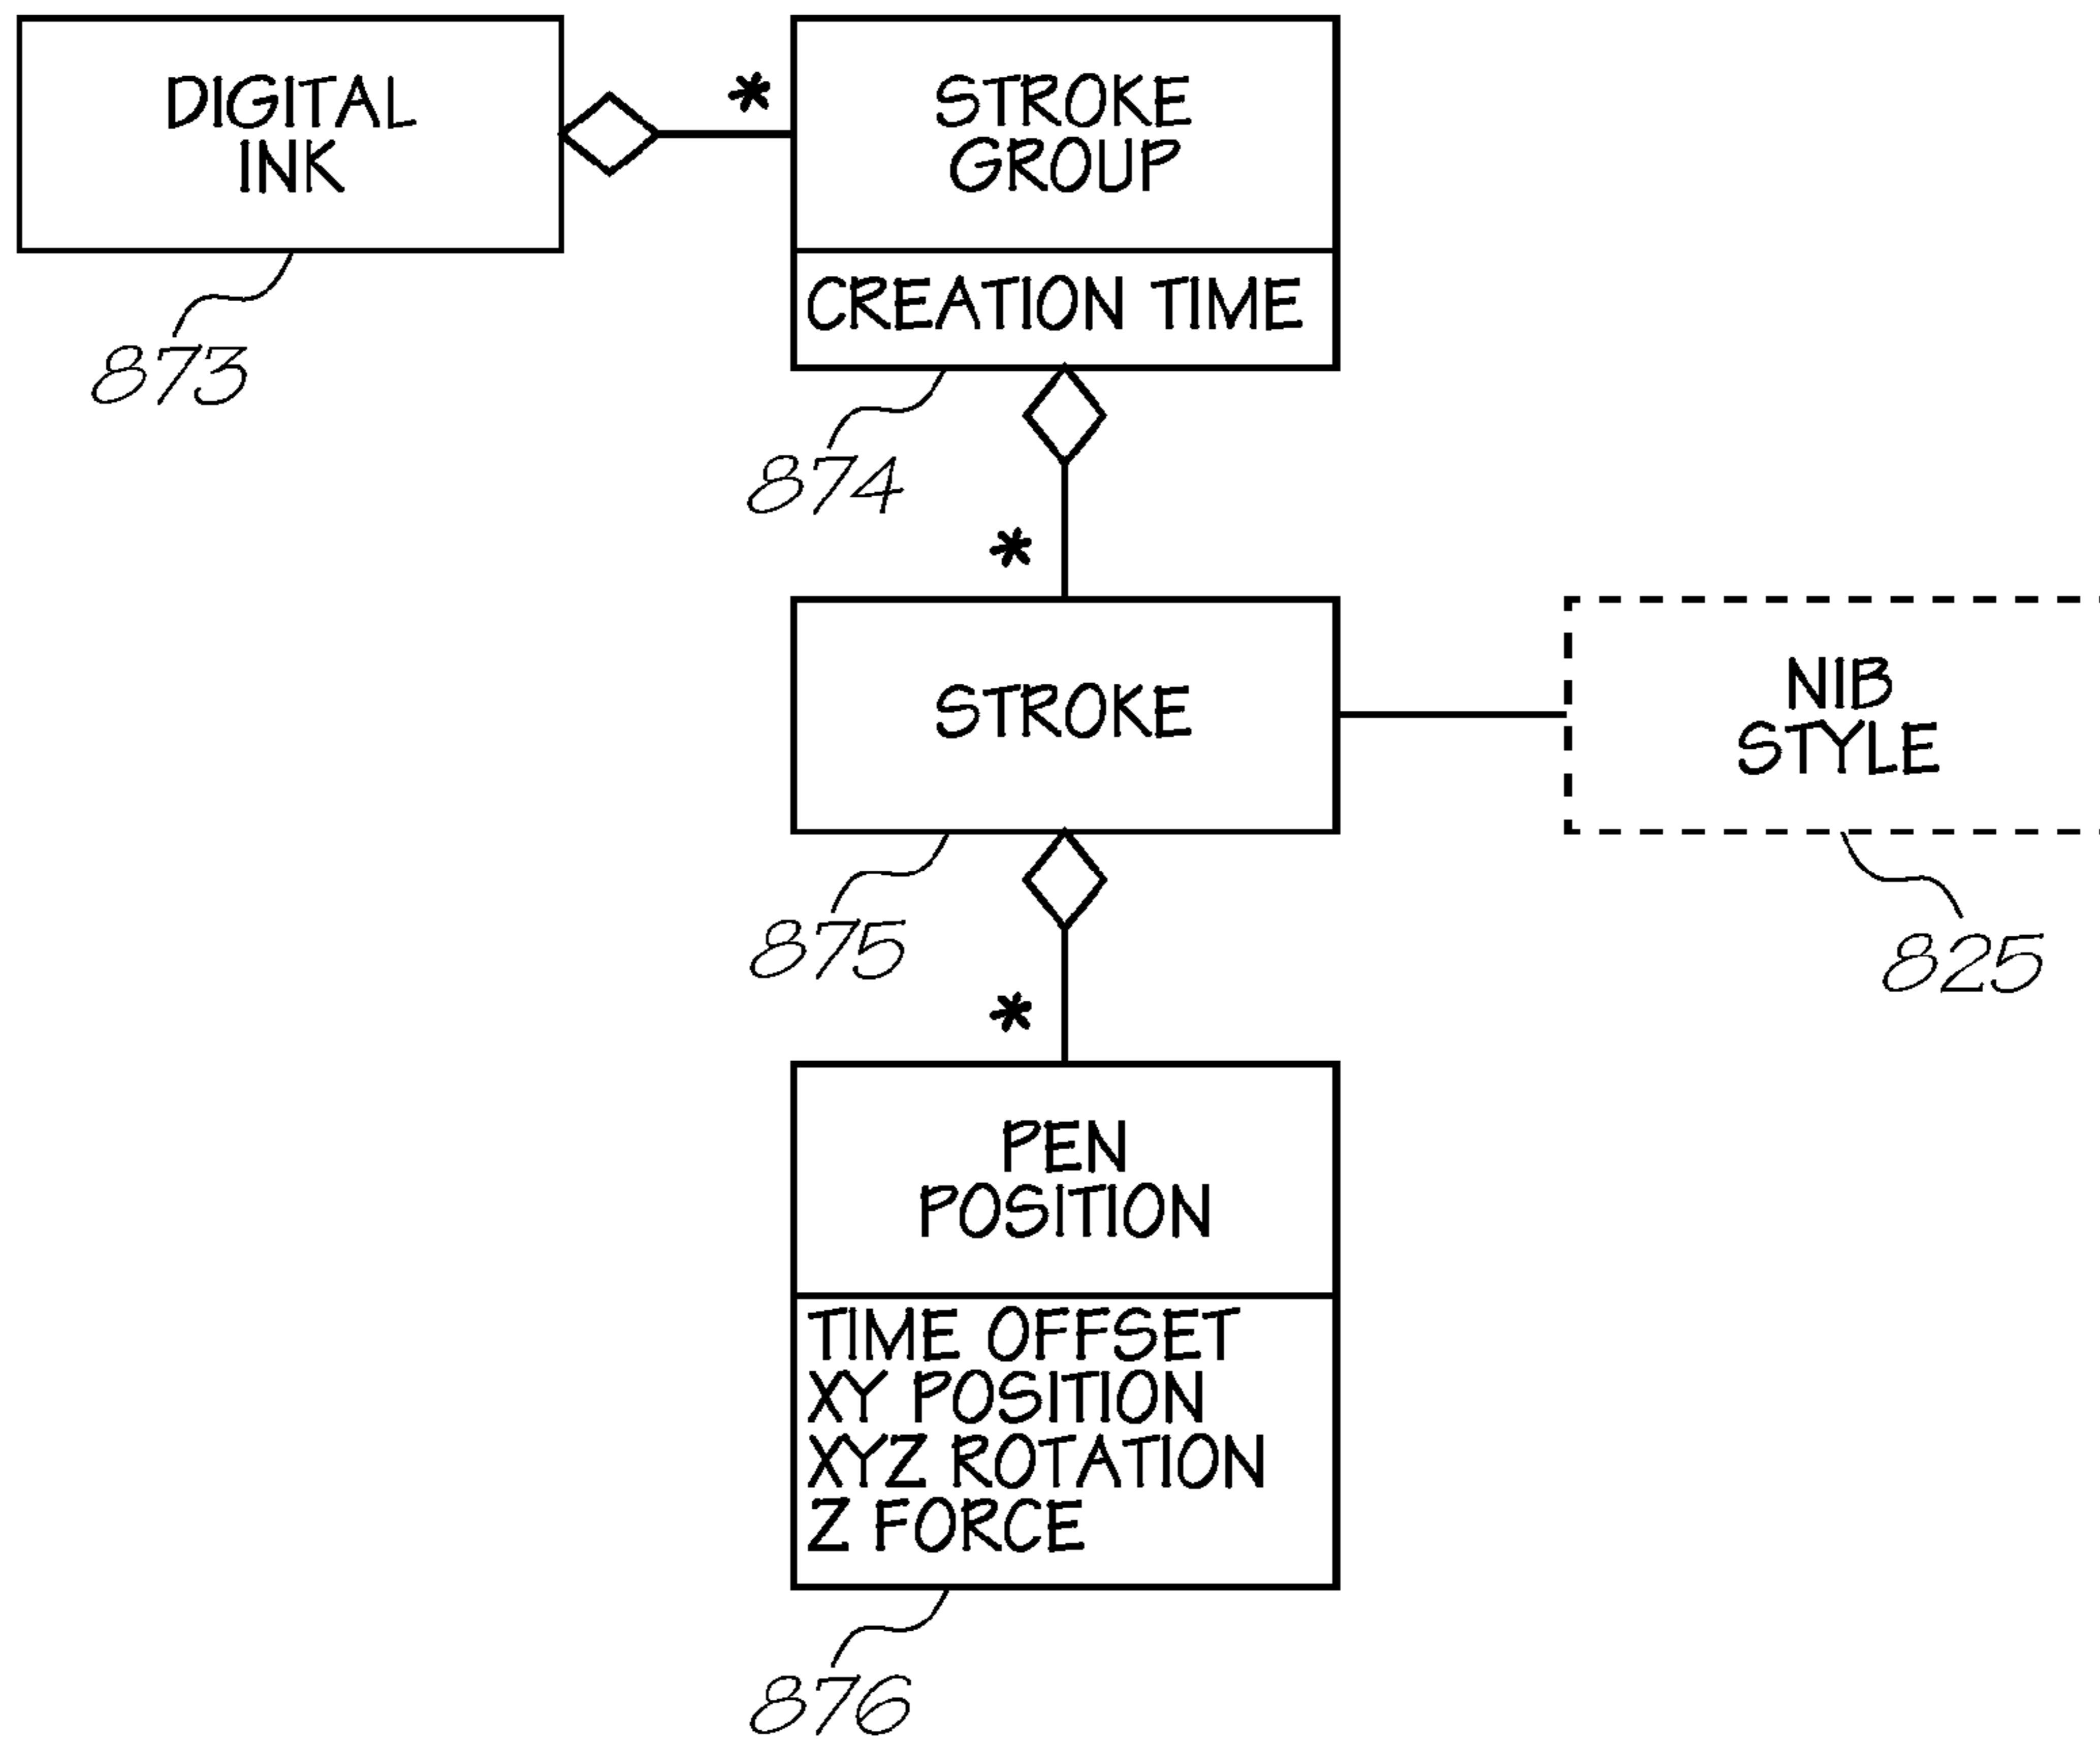 DIGITAL
INK
873
*
STROKE
GROUP
CREATION TIME
874
*
STROKE
875
NIB
STYLE
825
*
PEN
POSITION
TIME OFFSET
XY POSITION
XYZ ROTATION
Z FORCE
876